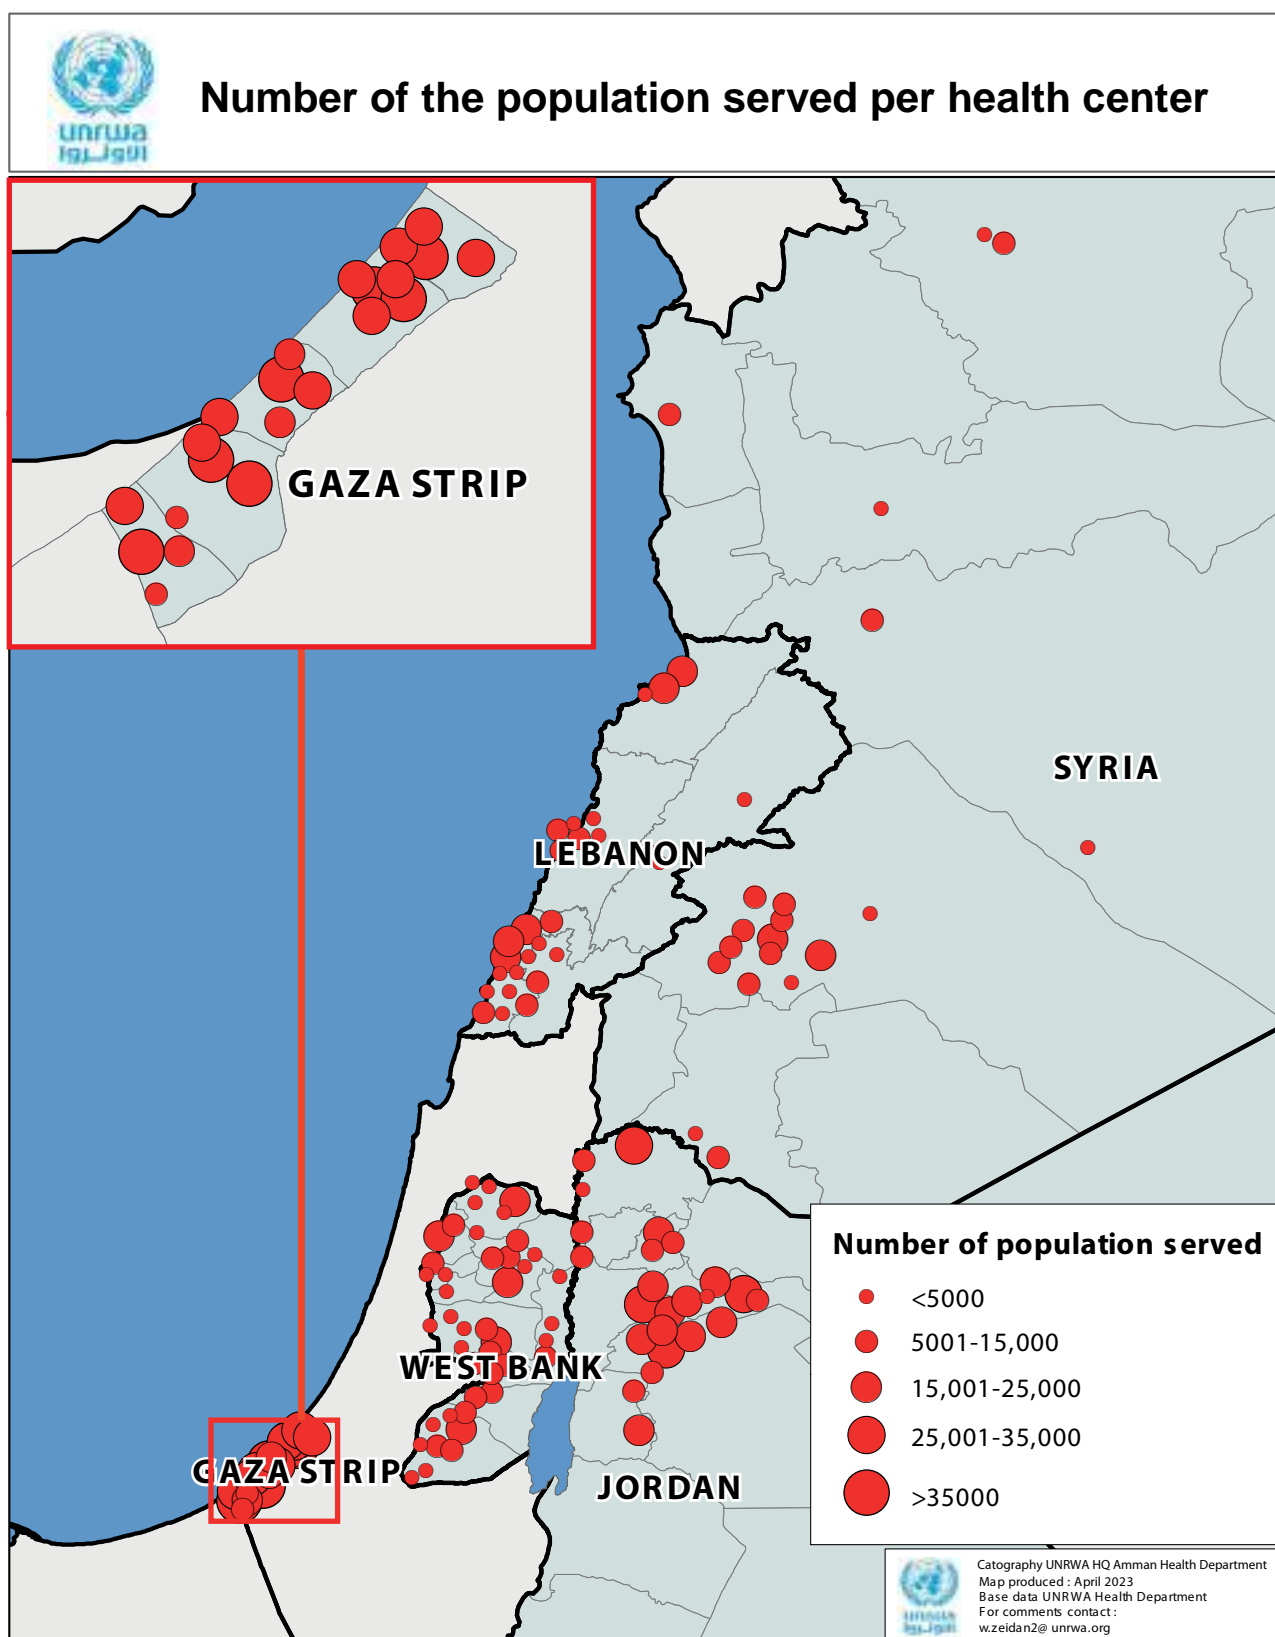 unrwa
الأونروا
Number of the population served per health center
GAZA STRIP
SYRIA
LEBANON
WEST BANK
GAZA STRIP
JORDAN
Number of population served
<5000
5001-15,000
15,001-25,000
25,001-35,000
>35000
unrwa
الأونروا
Catography UNRWA HQ Amman Health Department
Map produced : April 2023
Base data UNRWA Health Department
For comments contact :
w.zeidan2@ unrwa.org